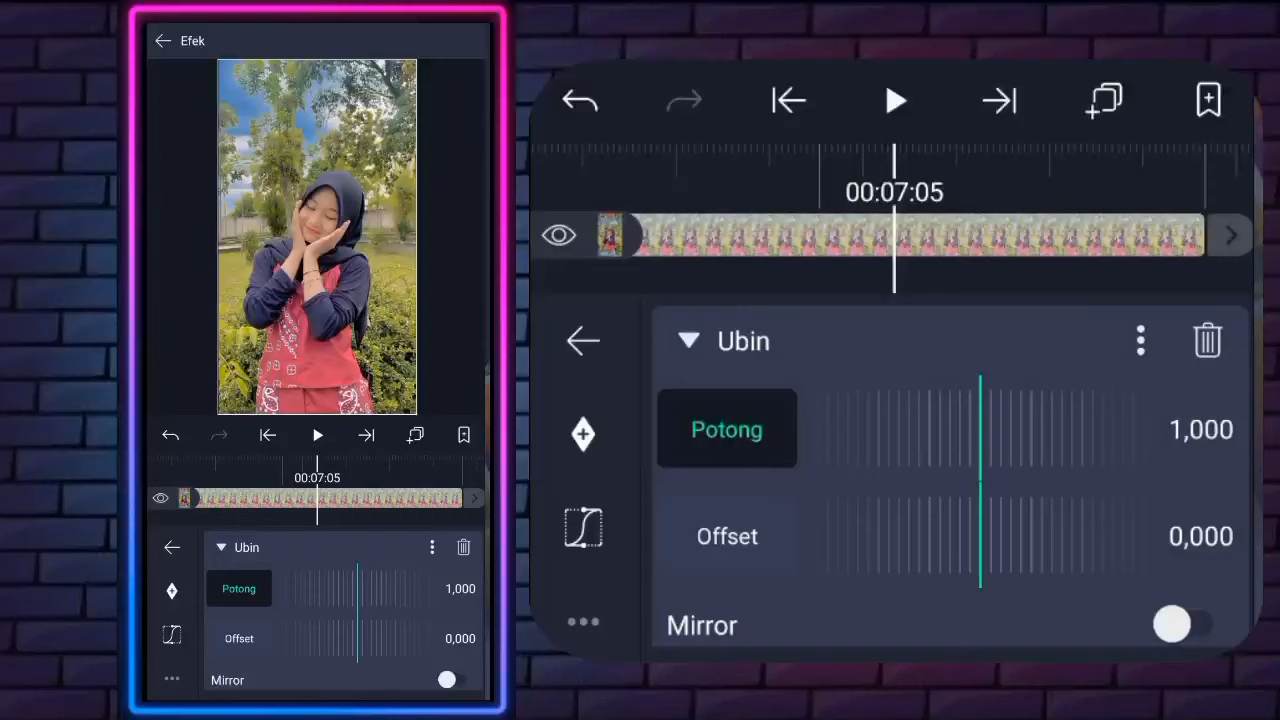 Efek
00:07:05
Ubin
Potong
1,000
Offset
0,000
Mirror
00:07:05
Ubin
Potong
1,000
Offset
0,000
Mirror